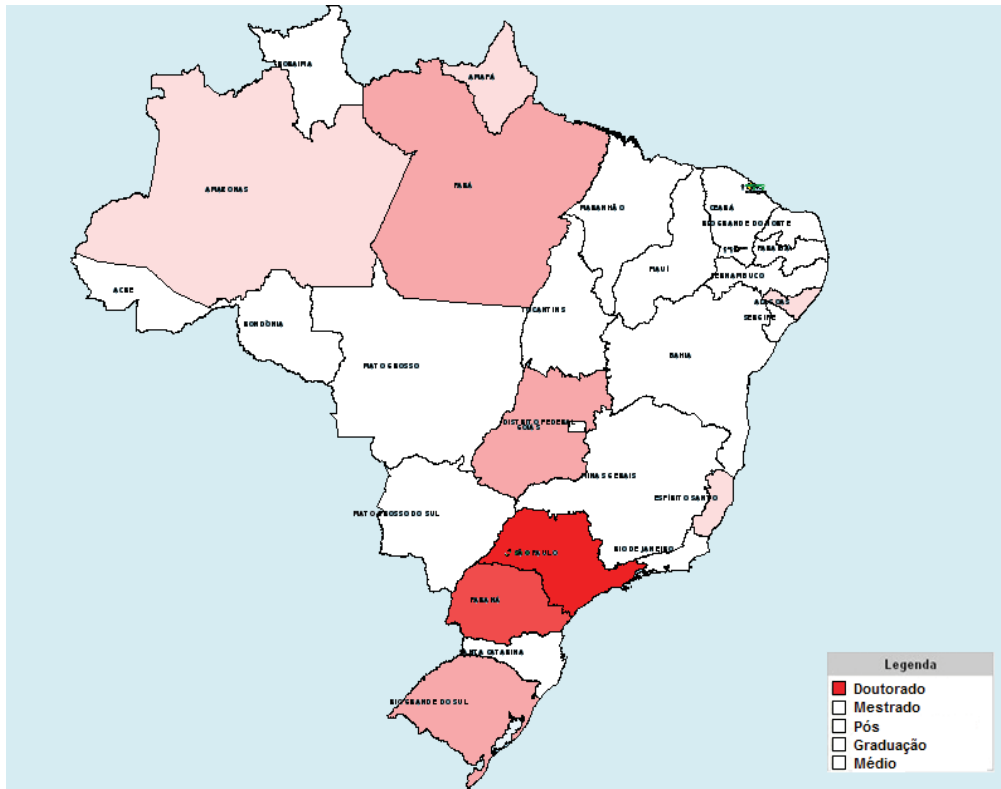 RORAIMA
AMAPÁ
AMAZONAS
PARÁ
MARANHÃO
CEARÁ
RIO GRANDE DO NORTE
PARAÍBA
PIAUÍ
PERNAMBUCO
ACRE
ALAGOAS
TOCANTINS
SERGIPE
RONDÔNIA
BAHIA
MATO GROSSO
DISTRITO FEDERAL
GOIÁS
MINAS GERAIS
ESPÍRITO SANTO
MATO GROSSO DO SUL
SÃO PAULO
RIO DE JANEIRO
PARANÁ
SANTA CATARINA
RIO GRANDE DO SUL
Legenda
Doutorado
Mestrado
Pós
Graduação
Médio